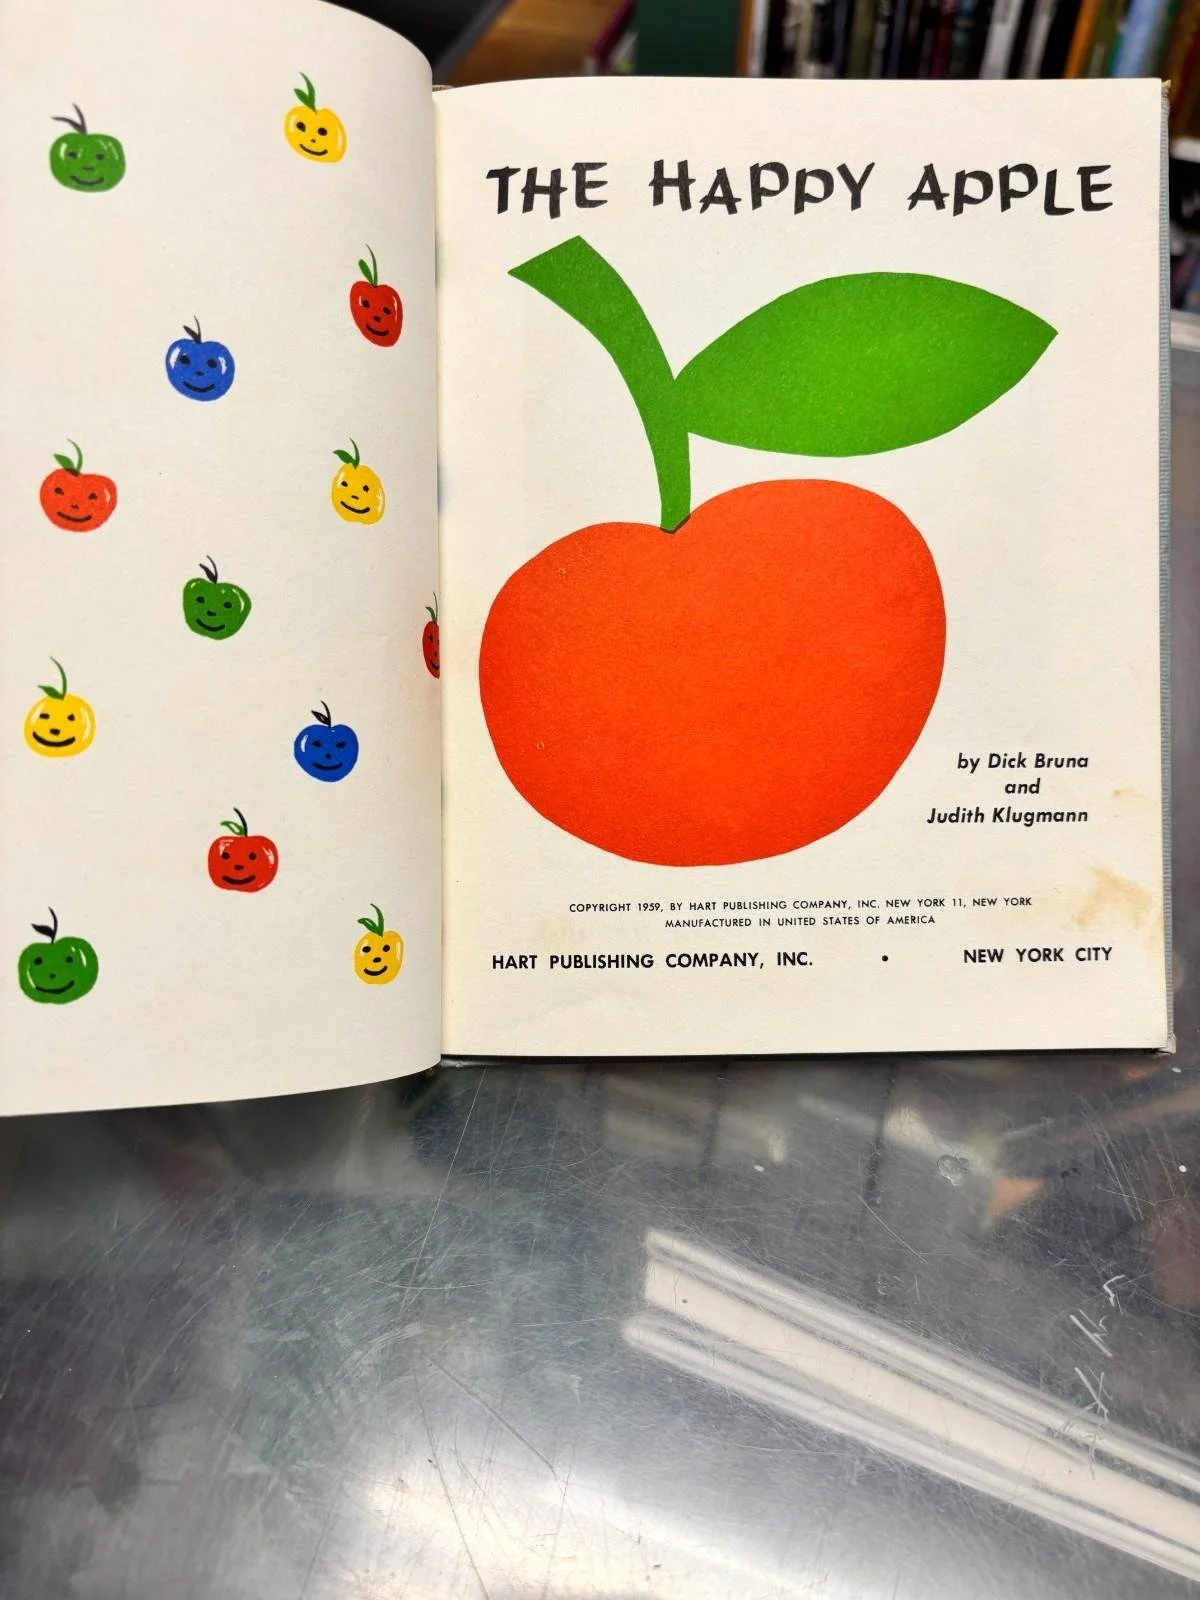 THE HAPPY APPLE
by Dick Bruna
and
Judith Klugmann
COPYRIGHT 1959, BY HART PUBLISHING COMPANY, INC. NEW YORK 11, NEW YORK
MANUFACTURED IN UNITED STATES OF AMERICA
HART PUBLISHING COMPANY, INC. • NEW YORK CITY